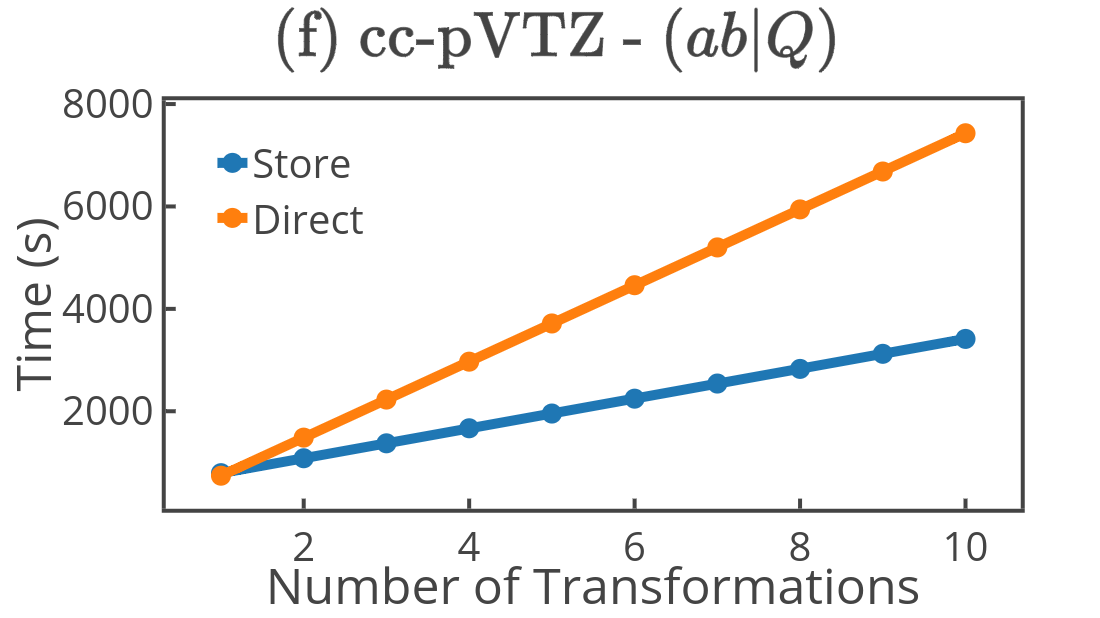 (f) cc-pVTZ - (ab|Q)
8000
6000
4000
2000
Time (s)
Store
Direct
2 4 6 8 10
Number of Transformations